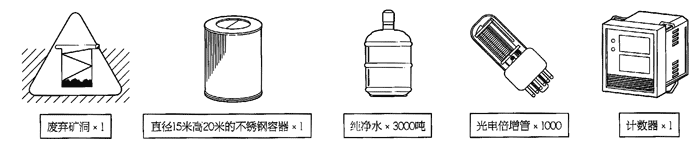 废弃矿洞×1
直径15米高20米的不锈钢容器×1
纯净水×3000吨
光电倍增管×1000
计数器×1